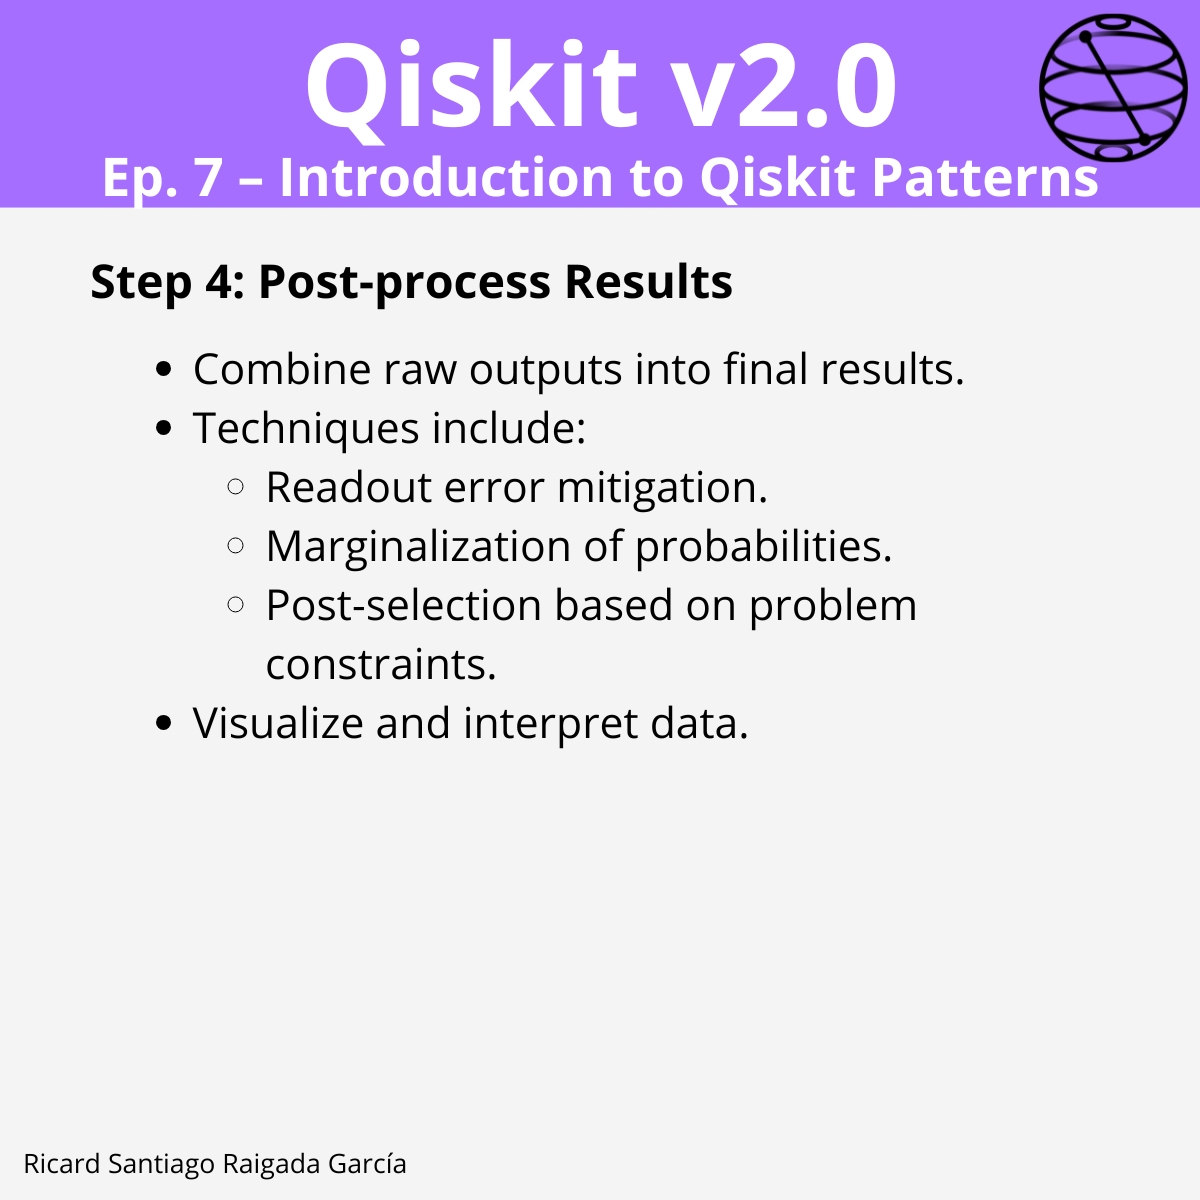 Qiskit v2.0
Ep. 7 – Introduction to Qiskit Patterns
Step 4: Post-process Results
• Combine raw outputs into final results.
• Techniques include:
◦ Readout error mitigation.
◦ Marginalization of probabilities.
◦ Post-selection based on problem
constraints.
• Visualize and interpret data.
Ricard Santiago Raigada García